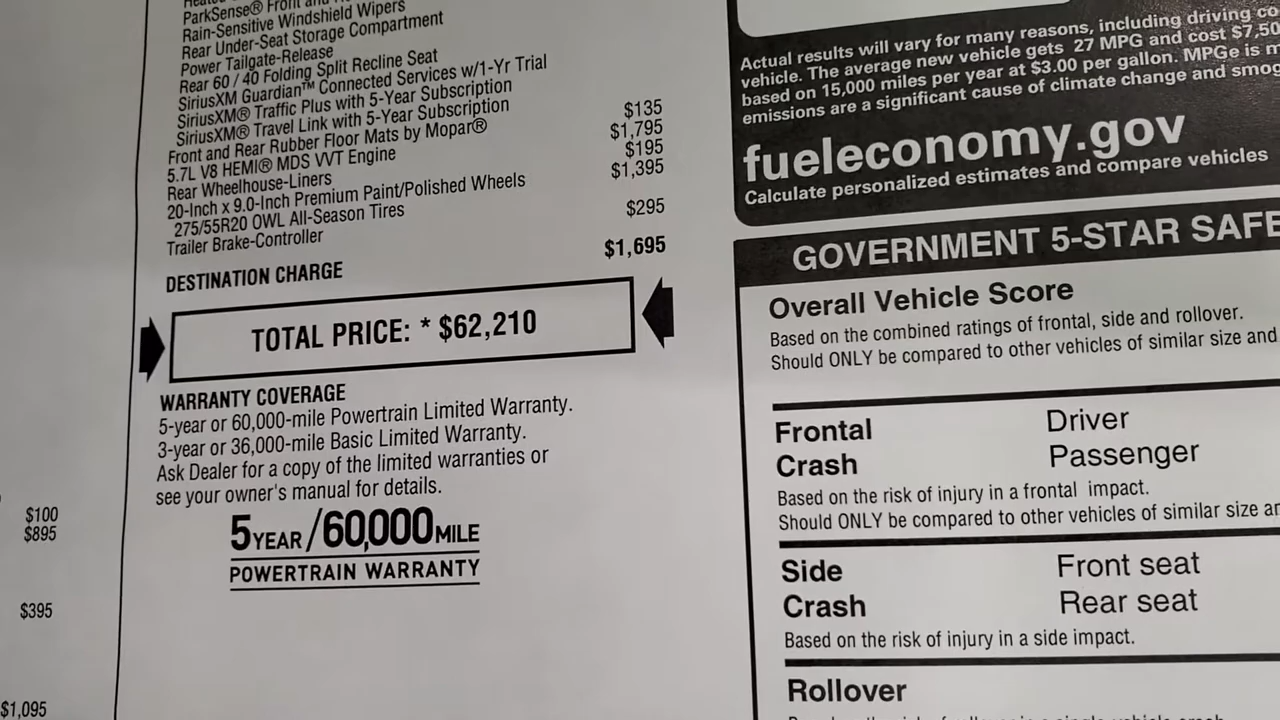 ParkSense® Front and
Rain-Sensitive Windshield Wipers
Rear Under-Seat Storage Compartment
Power Tailgate-Release
Rear 60 / 40 Folding Split Recline Seat
SiriusXM Guardian™ Connected Services w/1-Yr Trial
SiriusXM® Traffic Plus with 5-Year Subscription
SiriusXM® Travel Link with 5-Year Subscription
Front and Rear Rubber Floor Mats by Mopar® $135
5.7L V8 HEMI® MDS VVT Engine $1,795
Rear Wheelhouse-Liners $195
20-Inch x 9.0-Inch Premium Paint/Polished Wheels $1,395
275/55R20 OWL All-Season Tires
Trailer Brake-Controller $295
DESTINATION CHARGE $1,695
TOTAL PRICE: * $62,210
WARRANTY COVERAGE
5-year or 60,000-mile Powertrain Limited Warranty.
3-year or 36,000-mile Basic Limited Warranty.
Ask Dealer for a copy of the limited warranties or
see your owner's manual for details.
5YEAR/60,000MILE
POWERTRAIN WARRANTY
$100
$895
$395
$1,095
Actual results will vary for many reasons, including driving co
vehicle. The average new vehicle gets 27 MPG and cost $7,50
based on 15,000 miles per year at $3.00 per gallon. MPGe is m
emissions are a significant cause of climate change and smog
fueleconomy.gov
Calculate personalized estimates and compare vehicles
GOVERNMENT 5-STAR SAFE
Overall Vehicle Score
Based on the combined ratings of frontal, side and rollover.
Should ONLY be compared to other vehicles of similar size and
Frontal Driver
Crash Passenger
Based on the risk of injury in a frontal impact.
Should ONLY be compared to other vehicles of similar size an
Side Front seat
Crash Rear seat
Based on the risk of injury in a side impact.
Rollover